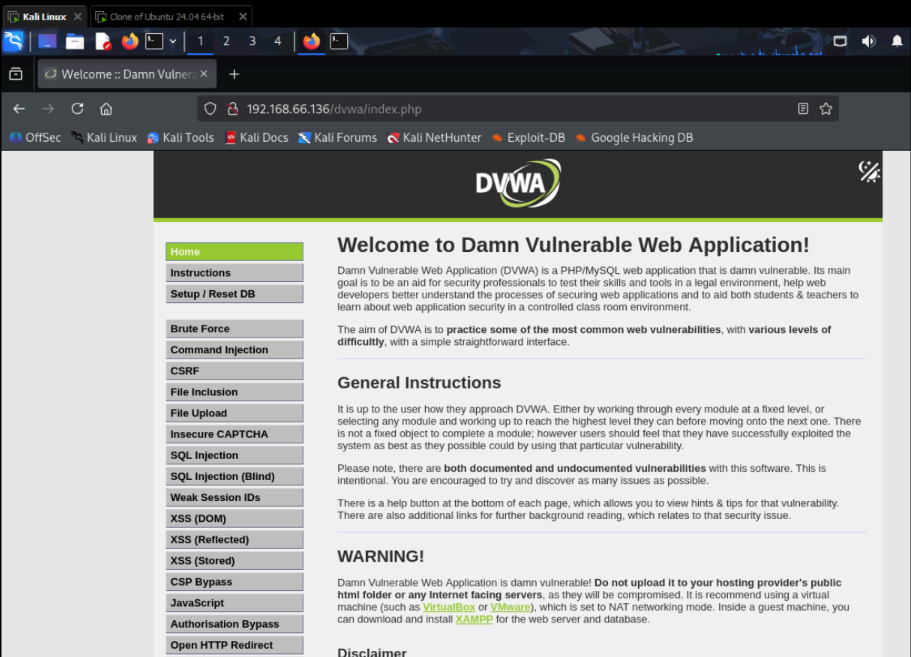 Kali Linux
Clone of Ubuntu 24.04 64-bit
1 2 3 4
Welcome :: Damn Vulnera
192.168.66.136/dvwa/index.php
OffSec Kali Linux Kali Tools Kali Docs Kali Forums Kali NetHunter Exploit-DB Google Hacking DB
DVWA
Home
Instructions
Setup / Reset DB
Brute Force
Command Injection
CSRF
File Inclusion
File Upload
Insecure CAPTCHA
SQL Injection
SQL Injection (Blind)
Weak Session IDs
XSS (DOM)
XSS (Reflected)
XSS (Stored)
CSP Bypass
JavaScript
Authorisation Bypass
Open HTTP Redirect
Welcome to Damn Vulnerable Web Application!
Damn Vulnerable Web Application (DVWA) is a PHP/MySQL web application that is damn vulnerable. Its main
goal is to be an aid for security professionals to test their skills and tools in a legal environment, help web
developers better understand the processes of securing web applications and to aid both students & teachers to
learn about web application security in a controlled class room environment.
The aim of DVWA is to practice some of the most common web vulnerabilities, with various levels of
difficultly, with a simple straightforward interface.
General Instructions
It is up to the user how they approach DVWA. Either by working through every module at a fixed level, or
selecting any module and working up to reach the highest level they can before moving onto the next one. There
is not a fixed object to complete a module; however users should feel that they have successfully exploited the
system as best as they possible could by using that particular vulnerability.
Please note, there are both documented and undocumented vulnerabilities with this software. This is
intentional. You are encouraged to try and discover as many issues as possible.
There is a help button at the bottom of each page, which allows you to view hints & tips for that vulnerability.
There are also additional links for further background reading, which relates to that security issue.
WARNING!
Damn Vulnerable Web Application is damn vulnerable! Do not upload it to your hosting provider's public
html folder or any Internet facing servers, as they will be compromised. It is recommend using a virtual
machine (such as VirtualBox or VMware), which is set to NAT networking mode. Inside a guest machine, you
can download and install XAMPP for the web server and database.
Disclaimer